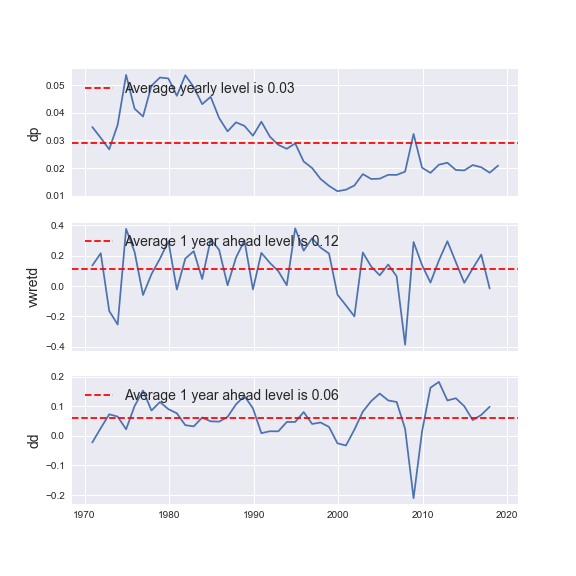 0.05
0.04
0.03
0.02
0.01
dp
Average yearly level is 0.03
0.4
0.2
0.0
−0.2
−0.4
vwretd
Average 1 year ahead level is 0.12
0.2
0.1
0.0
−0.1
−0.2
dd
Average 1 year ahead level is 0.06
1970 1980 1990 2000 2010 2020